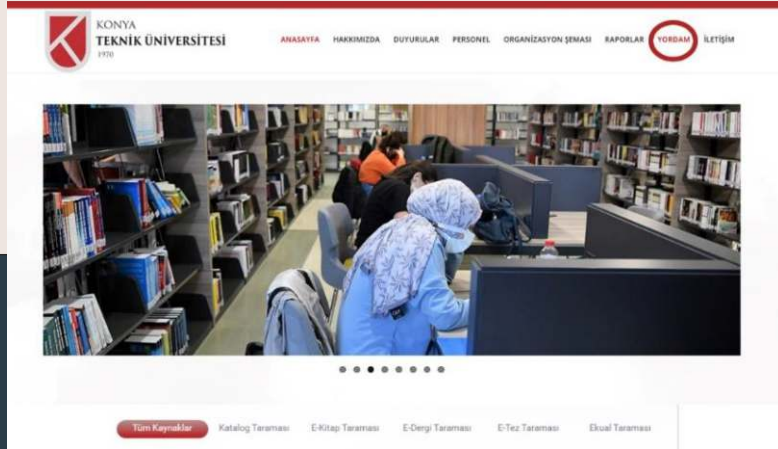 KONYA
TEKNİK ÜNİVERSİTESİ
1970
ANASAYFA HAKKIMIZDA DUYURULAR PERSONEL ORGANİZASYON ŞEMASI RAPORLAR YORDAM İLETİŞİM
Tüm Kaynaklar Katalog Taraması E-Kitap Taraması E-Dergi Taraması E-Tez Taraması Ekual Taraması